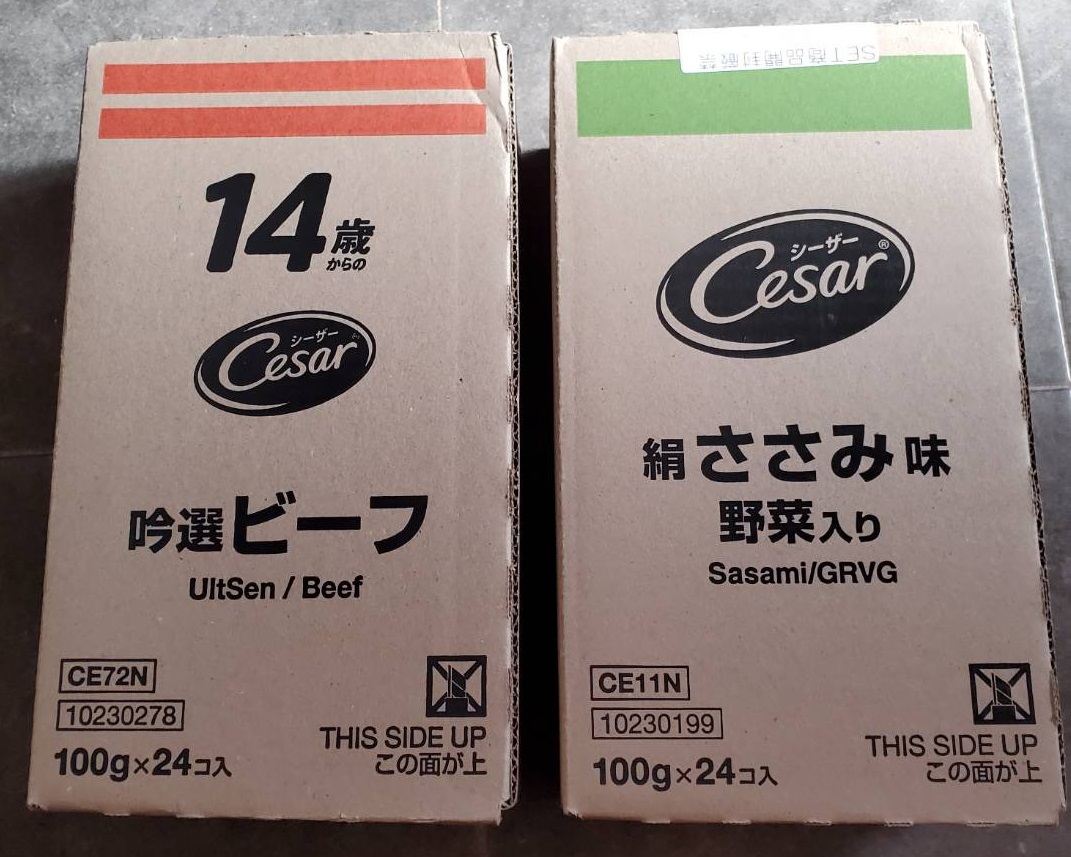 14歳
からの
シーザー
Cesar
吟選ビーフ
UltSen / Beef
CE72N
10230278
100g×24コ入
THIS SIDE UP
この面が上
SET商品開封厳禁
シーザー
Cesar®
絹ささみ味
野菜入り
Sasami/GRVG
CE11N
10230199
100g×24コ入
THIS SIDE UP
この面が上